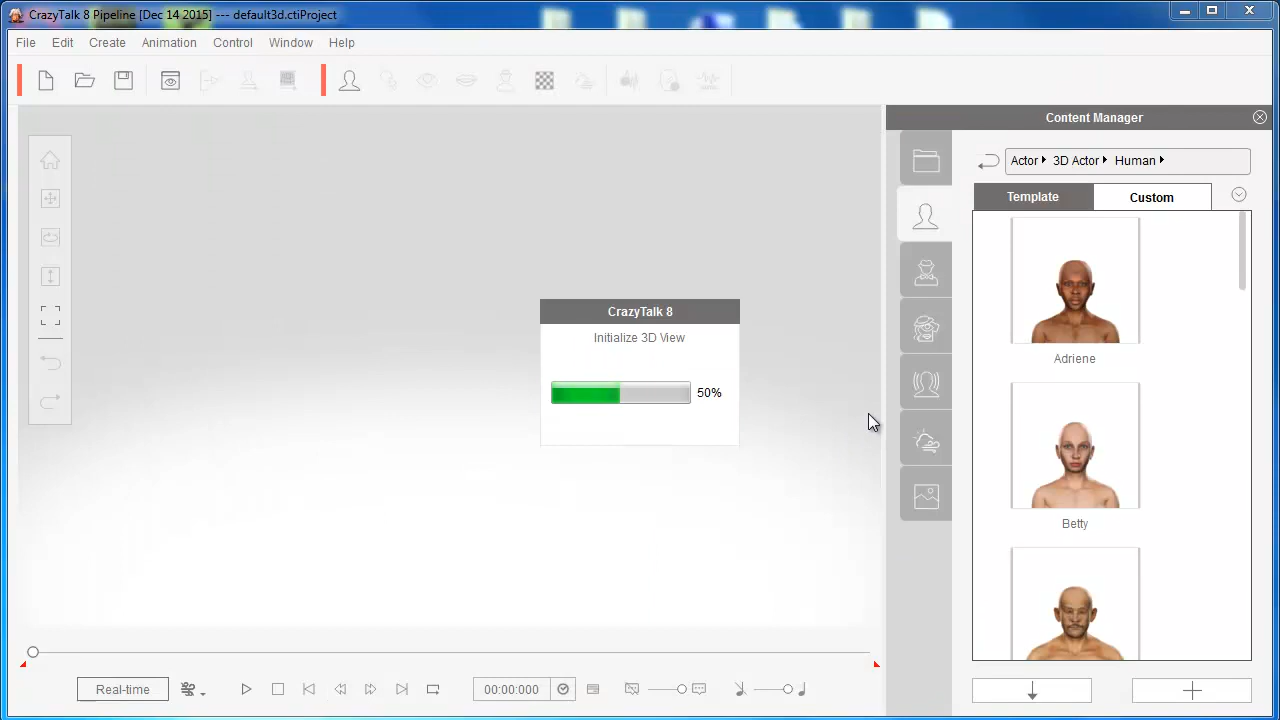 CrazyTalk 8 Pipeline [Dec 14 2015] --- default3d.ctiProject
File Edit Create Animation Control Window Help
Content Manager
Actor 3D Actor Human
Template Custom
Adriene
Betty
CrazyTalk 8
Initialize 3D View
50%
Real-time
00:00:000